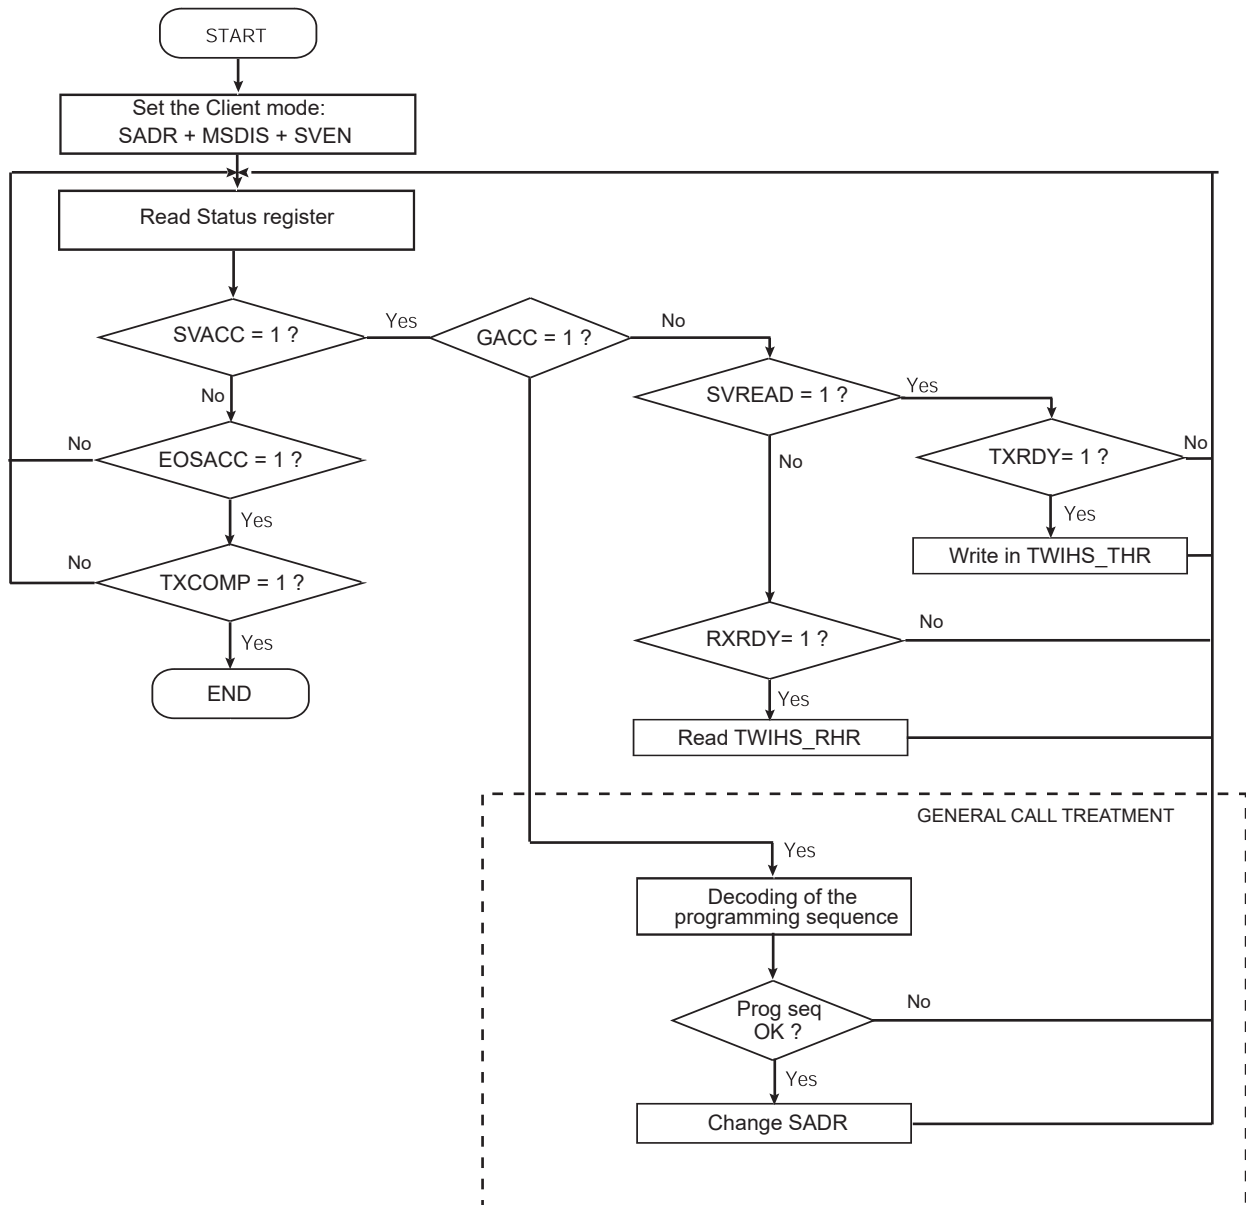 START
Set the Client mode:
SADR + MSDIS + SVEN
Read Status register
SVACC = 1 ?
Yes
GACC = 1 ?
No
SVREAD = 1 ?
Yes
No
No
EOSACC = 1 ?
No
TXRDY= 1 ?
No
Yes
Yes
Write in TWIHS_THR
No
TXCOMP = 1 ?
Yes
END
RXRDY= 1 ?
No
Yes
Read TWIHS_RHR
GENERAL CALL TREATMENT
Yes
Decoding of the
programming sequence
Prog seq
OK ?
No
Yes
Change SADR